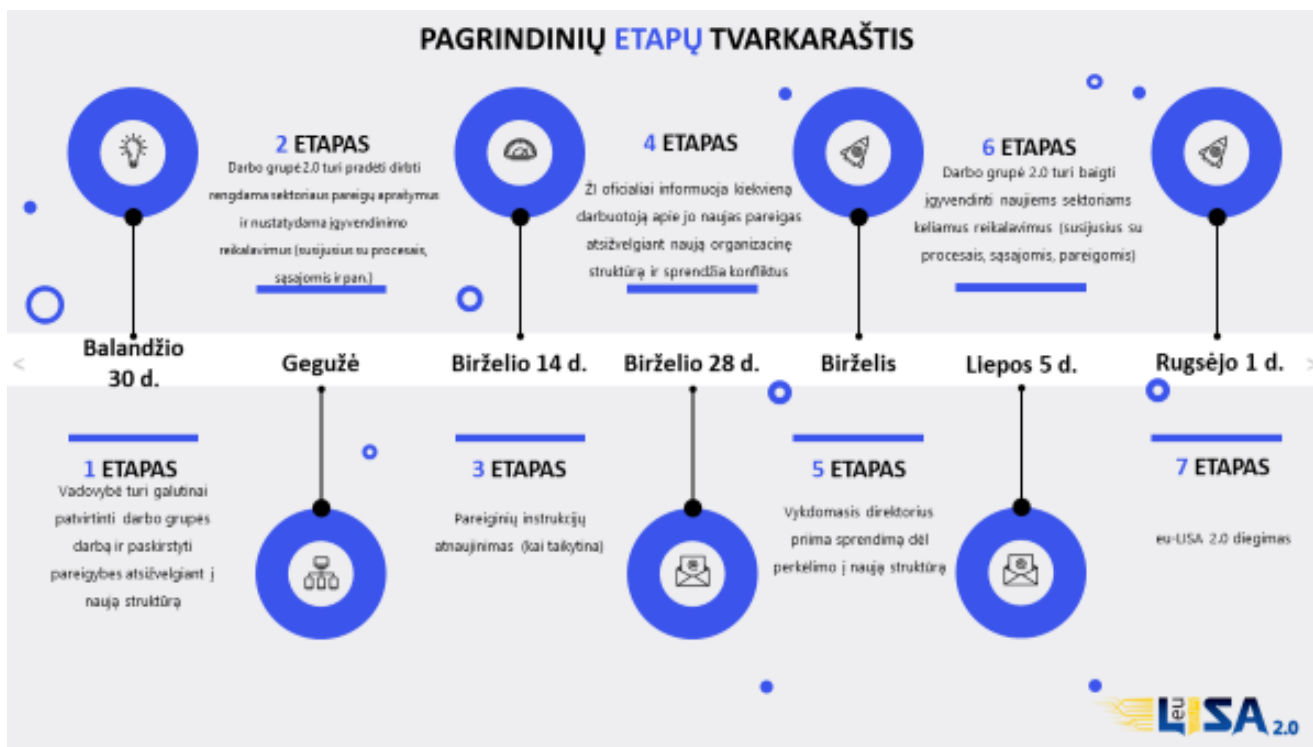 PAGRINDINIŲ ETAPŲ TVARKARAŠTIS
2 ETAPAS
Darbo grupė 2.0 turi pradėti dirbti
rengdama sektoriaus pareigų aprašymus
ir nustatydama įgyvendinimo
reikalavimus (susijusius su procesais,
sąsajomis ir pan.)
4 ETAPAS
ŽI oficialiai informuoja kiekvieną
darbuotoją apie jo naujas pareigas
atsižvelgiant naują organizacinę
struktūrą ir sprendžia konfliktus
6 ETAPAS
Darbo grupė 2.0 turi baigti
įgyvendinti naujiems sektoriams
keliamus reikalavimus (susijusius su
procesais, sąsajomis, pareigomis)
Balandžio
30 d.
Gegužė
Birželio 14 d.
Birželio 28 d.
Birželis
Liepos 5 d.
Rugsėjo 1 d.
1 ETAPAS
Vadovybė turi galutinai
patvirtinti darbo grupės
darbą ir paskirstyti
pareigybes atsižvelgiant į
naują struktūrą
3 ETAPAS
Pareiginių instrukcijų
atnaujinimas (kai taikytina)
5 ETAPAS
Vykdomasis direktorius
priima sprendimą dėl
perkėlimo į naują struktūrą
7 ETAPAS
eu-LISA 2.0 diegimas
eu LISA 2.0